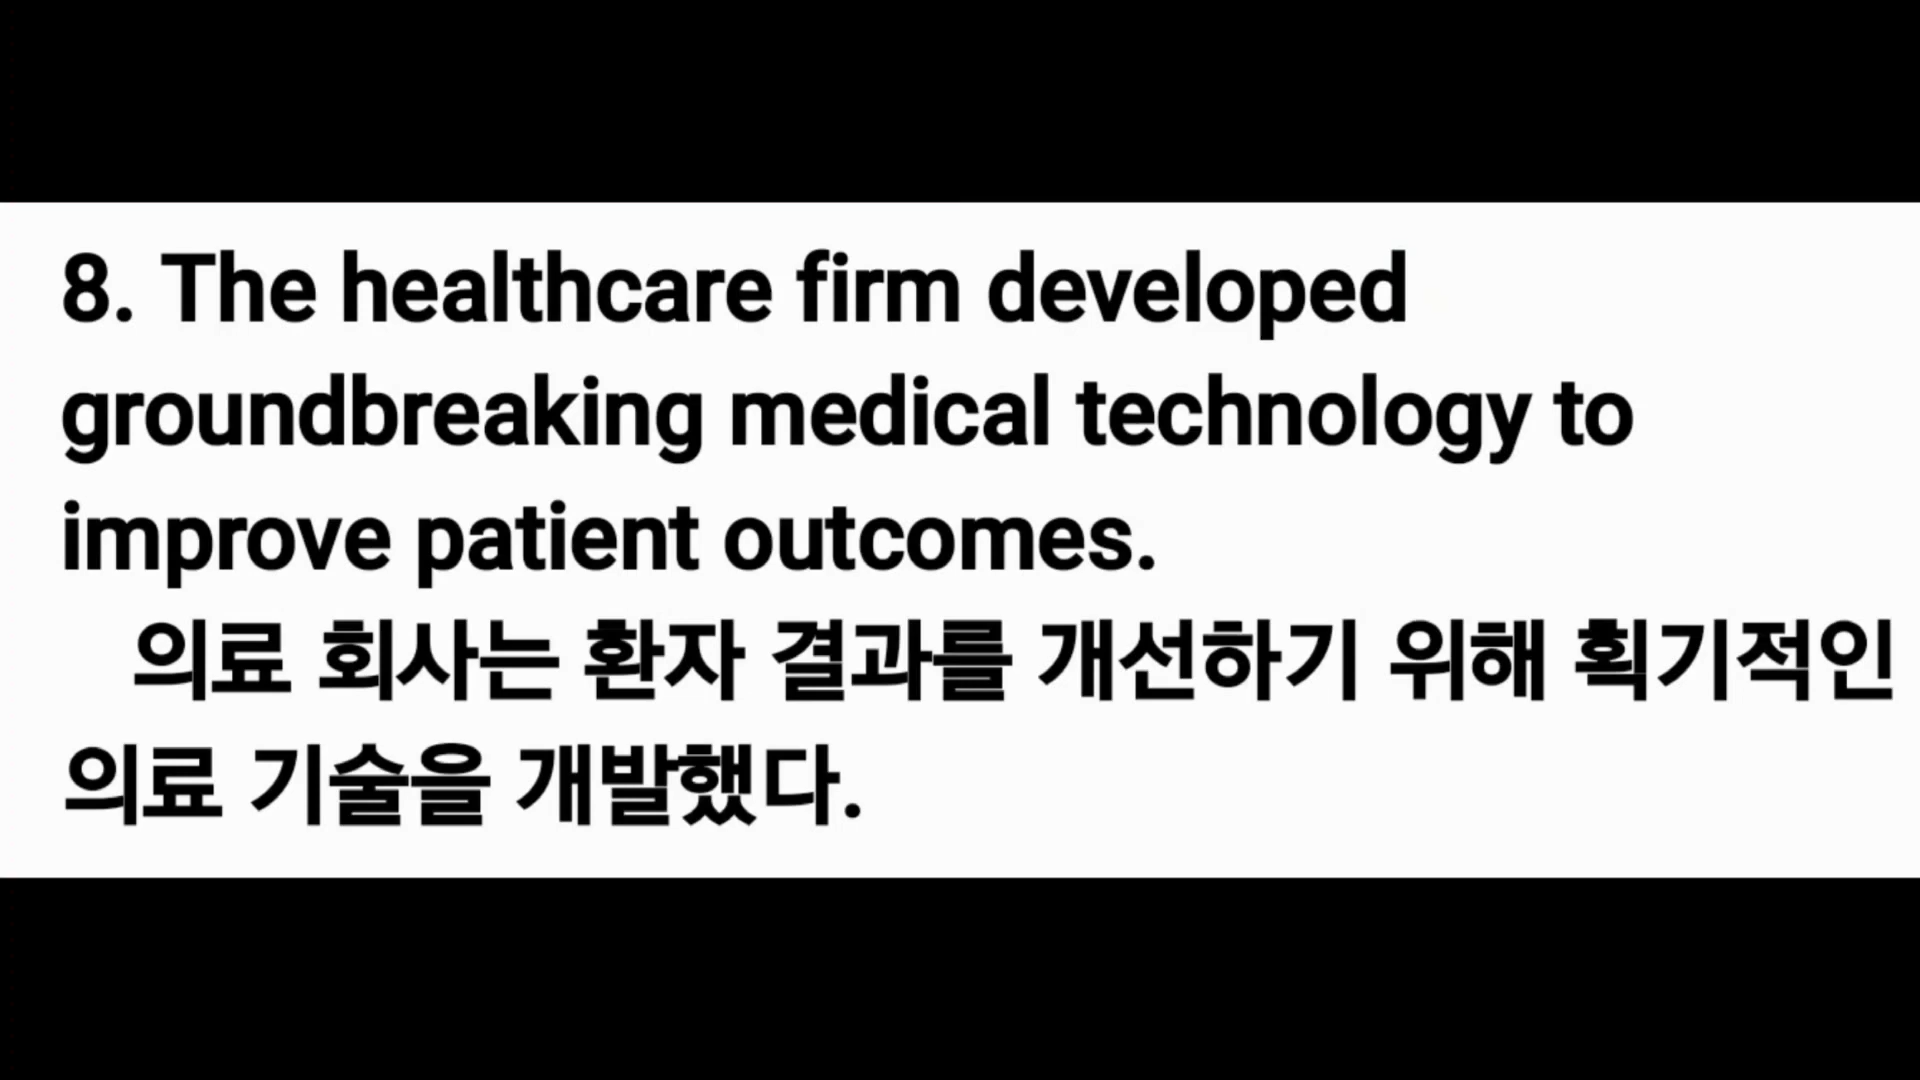 8. The healthcare firm developed
groundbreaking medical technology to
improve patient outcomes.
의료 회사는 환자 결과를 개선하기 위해 획기적인
의료 기술을 개발했다.